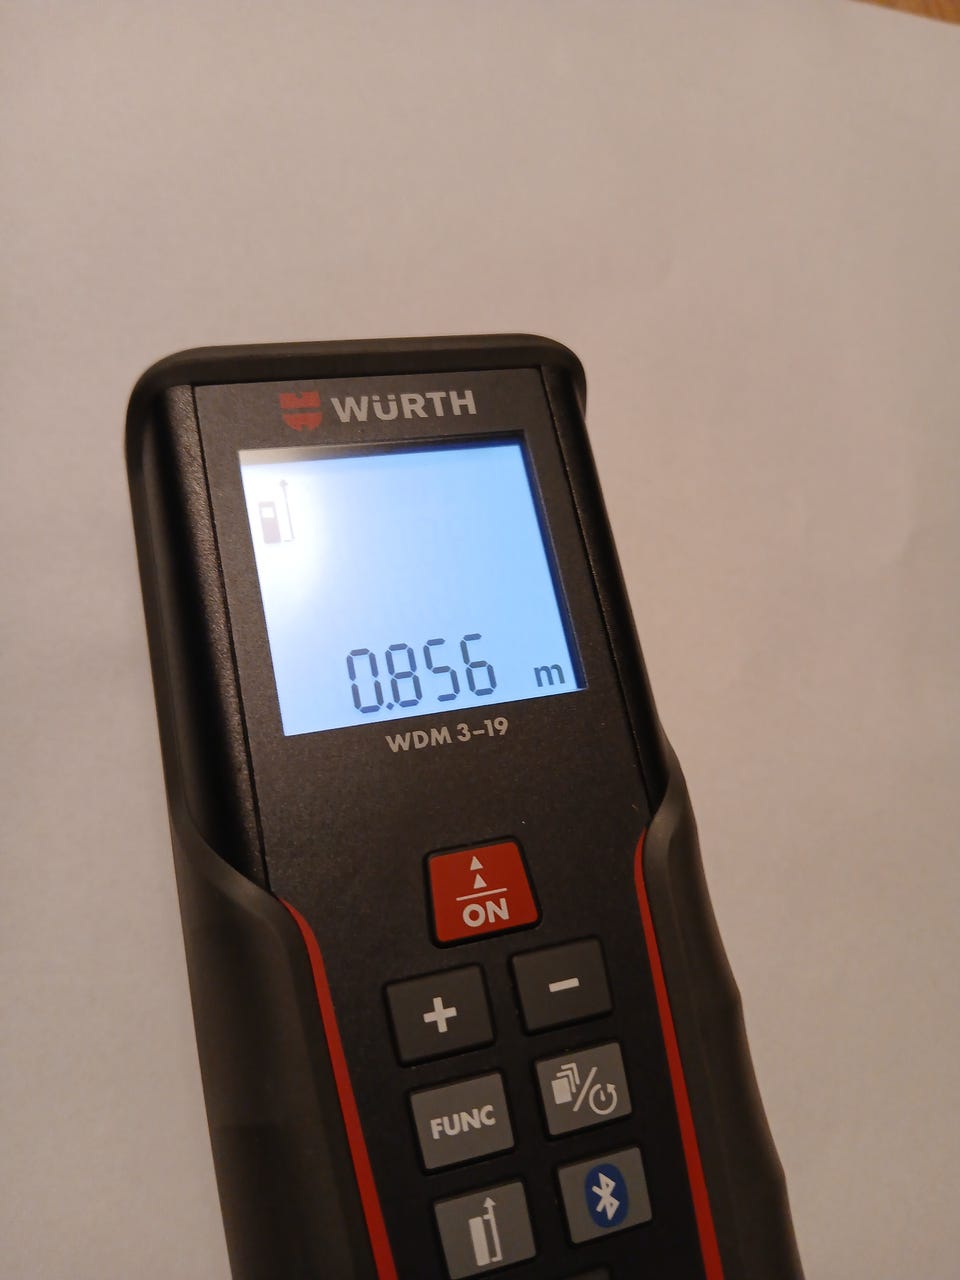 WÜRTH
0.856 m
WDM 3-19
ON
+ -
FUNC